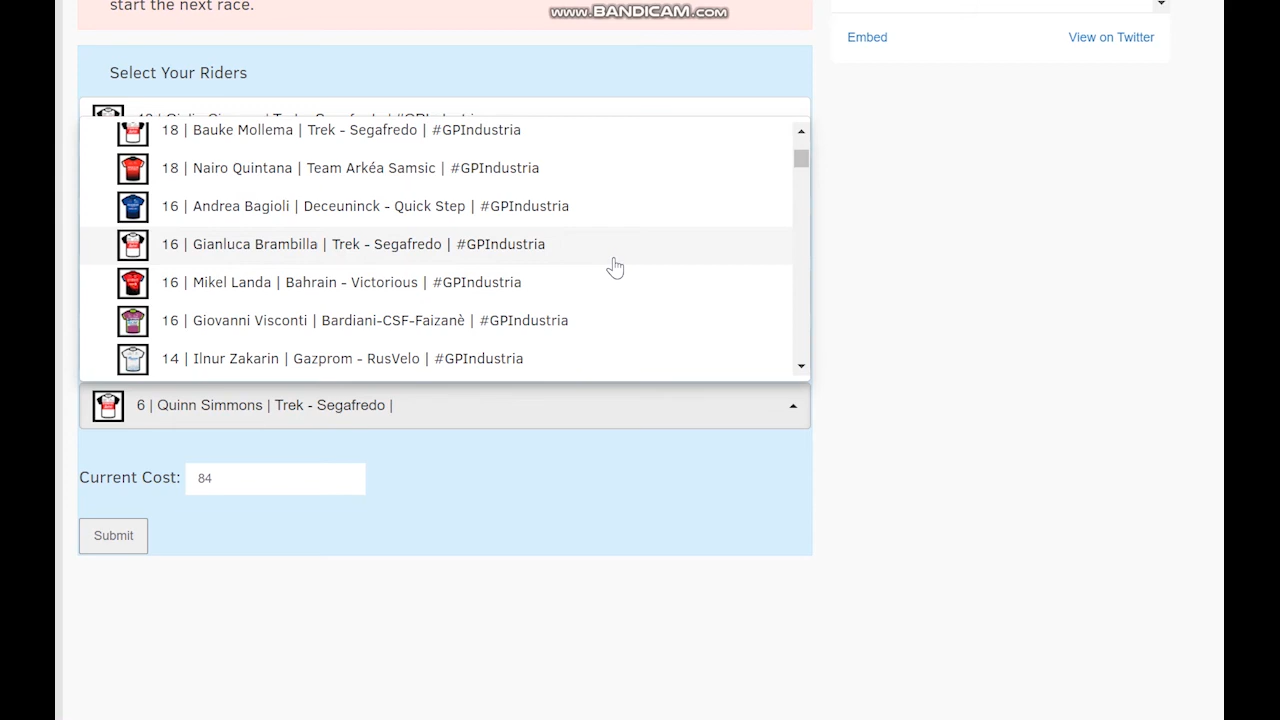 start the next race.
www.BANDICAM.com
Embed
View on Twitter
Select Your Riders
18 | Bauke Mollema | Trek - Segafredo | #GPIndustria
18 | Nairo Quintana | Team Arkéa Samsic | #GPIndustria
16 | Andrea Bagioli | Deceuninck - Quick Step | #GPIndustria
16 | Gianluca Brambilla | Trek - Segafredo | #GPIndustria
16 | Mikel Landa | Bahrain - Victorious | #GPIndustria
16 | Giovanni Visconti | Bardiani-CSF-Faizanè | #GPIndustria
14 | Ilnur Zakarin | Gazprom - RusVelo | #GPIndustria
6 | Quinn Simmons | Trek - Segafredo |
Current Cost: 84
Submit